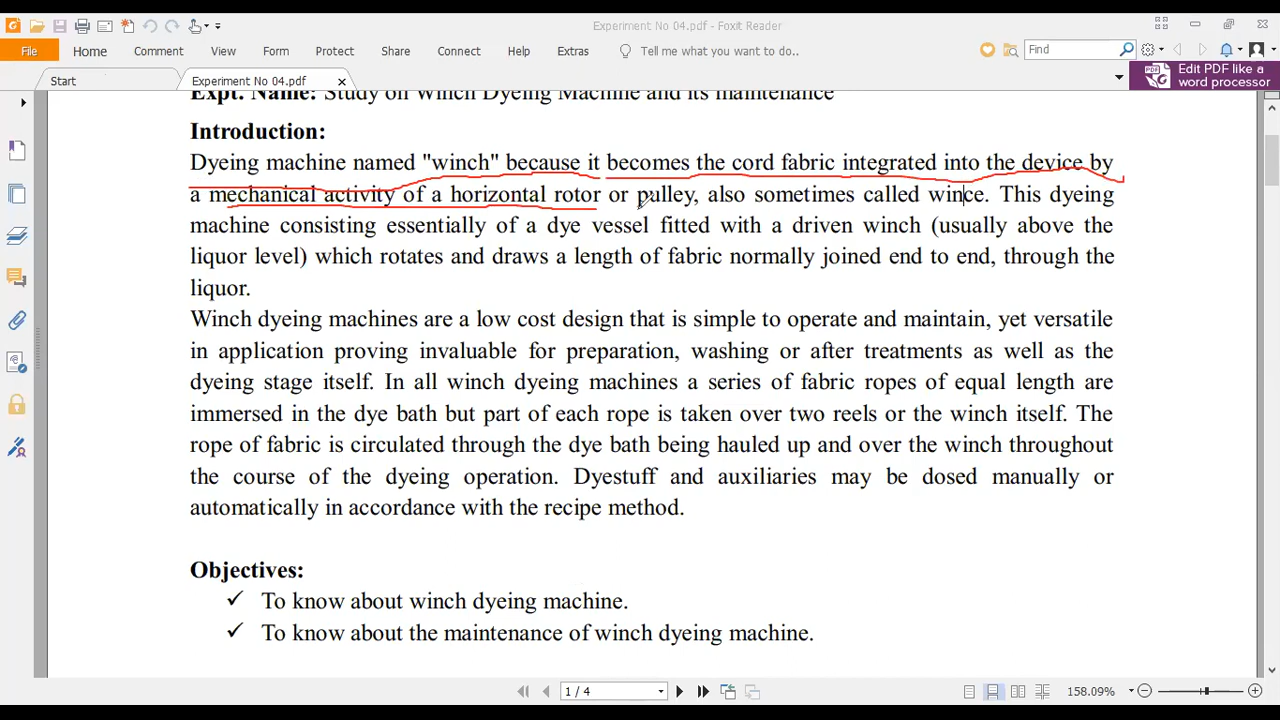 Experiment No 04.pdf - Foxit Reader
File Home Comment View Form Protect Share Connect Help Extras Tell me what you want to do.. Find
Start Experiment No 04.pdf
Edit PDF like a
word processor
Expt. Name: Study on Winch Dyeing Machine and its maintenance
Introduction:
Dyeing machine named "winch" because it becomes the cord fabric integrated into the device by
a mechanical activity of a horizontal rotor or pulley, also sometimes called wince. This dyeing
machine consisting essentially of a dye vessel fitted with a driven winch (usually above the
liquor level) which rotates and draws a length of fabric normally joined end to end, through the
liquor.
Winch dyeing machines are a low cost design that is simple to operate and maintain, yet versatile
in application proving invaluable for preparation, washing or after treatments as well as the
dyeing stage itself. In all winch dyeing machines a series of fabric ropes of equal length are
immersed in the dye bath but part of each rope is taken over two reels or the winch itself. The
rope of fabric is circulated through the dye bath being hauled up and over the winch throughout
the course of the dyeing operation. Dyestuff and auxiliaries may be dosed manually or
automatically in accordance with the recipe method.
Objectives:
✓ To know about winch dyeing machine.
✓ To know about the maintenance of winch dyeing machine.
1 / 4 158.09%